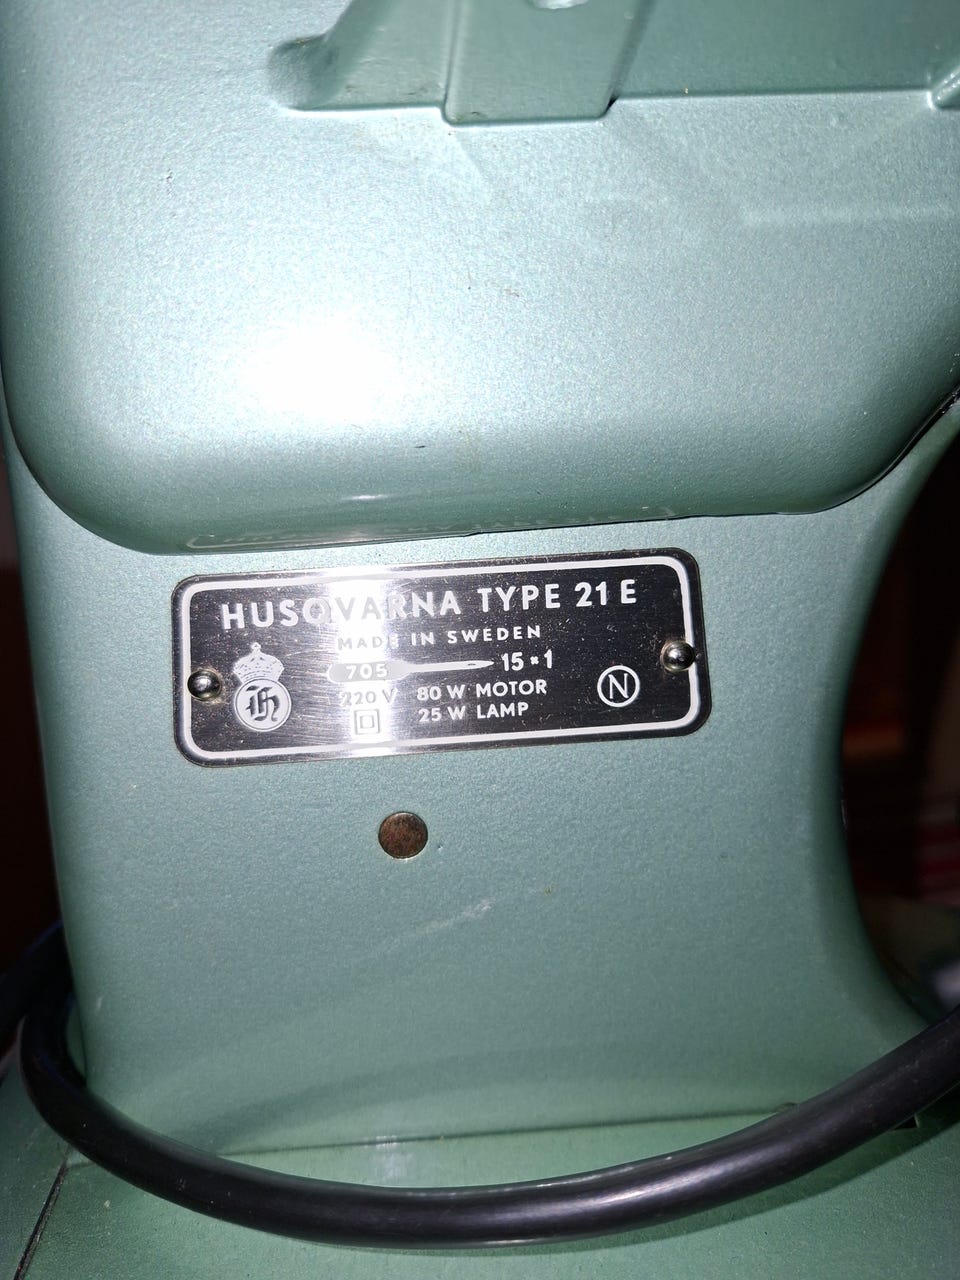 HUSQVARNA TYPE 21 E
MADE IN SWEDEN
705 15*1
220 V 80 W MOTOR
25 W LAMP
N
H